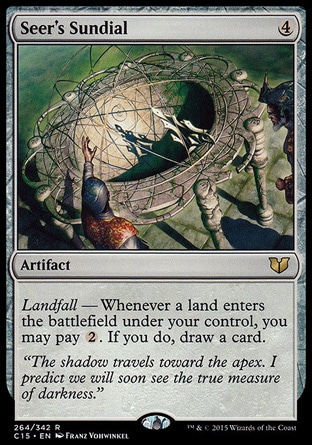 Seer's Sundial 4
Artifact
Landfall — Whenever a land enters
the battlefield under your control, you
may pay 2. If you do, draw a card.
"The shadow travels toward the apex. I
predict we will soon see the true measure
of darkness."
264/342 R
C15 • EN Franz Vohwinkel
™ & © 2015 Wizards of the Coast